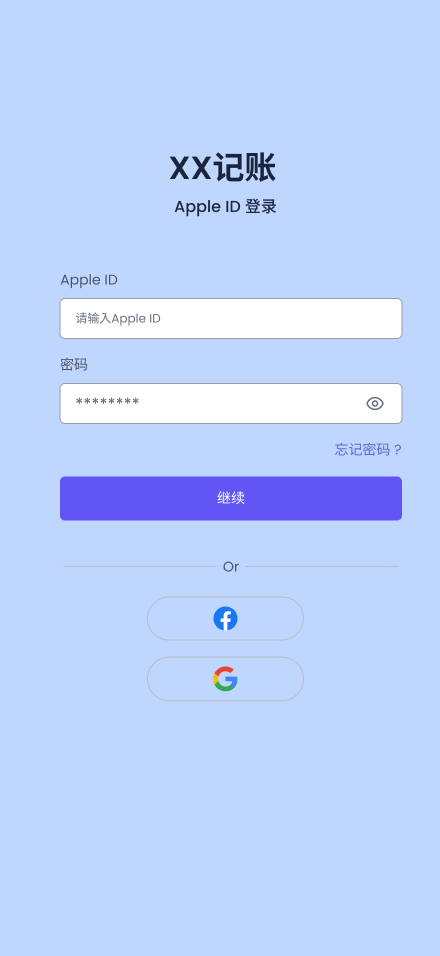 XX记账
Apple ID 登录
Apple ID
请输入Apple ID
密码
********
忘记密码 ?
继续
Or